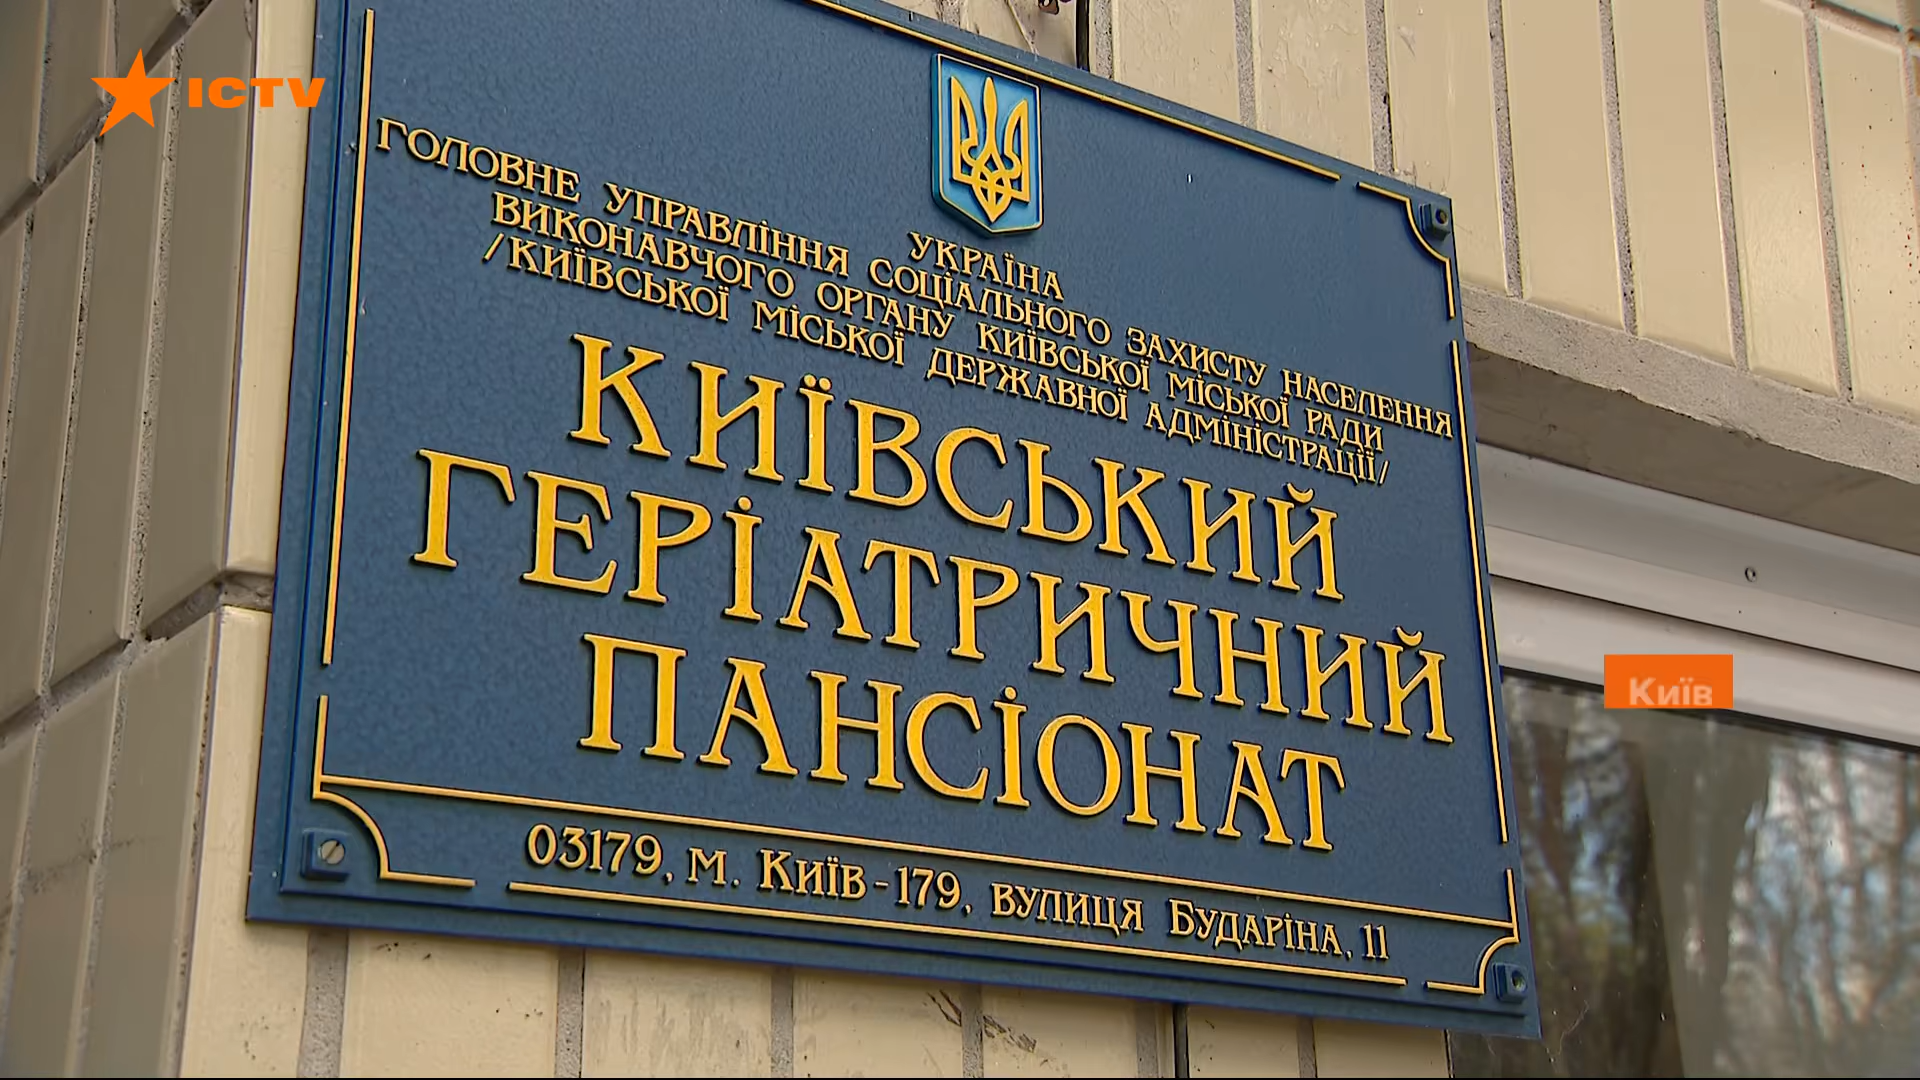 ICTV
УКРАЇНА
ГОЛОВНЕ УПРАВЛІННЯ СОЦІАЛЬНОГО ЗАХИСТУ НАСЕЛЕННЯ
ВИКОНАВЧОГО ОРГАНУ КИЇВСЬКОЇ МІСЬКОЇ РАДИ
/КИЇВСЬКОЇ МІСЬКОЇ ДЕРЖАВНОЇ АДМІНІСТРАЦІЇ/
КИЇВСЬКИЙ
ГЕРІАТРИЧНИЙ
ПАНСІОНАТ
03179, м. Київ-179, вулиця Бударіна, 11
Київ